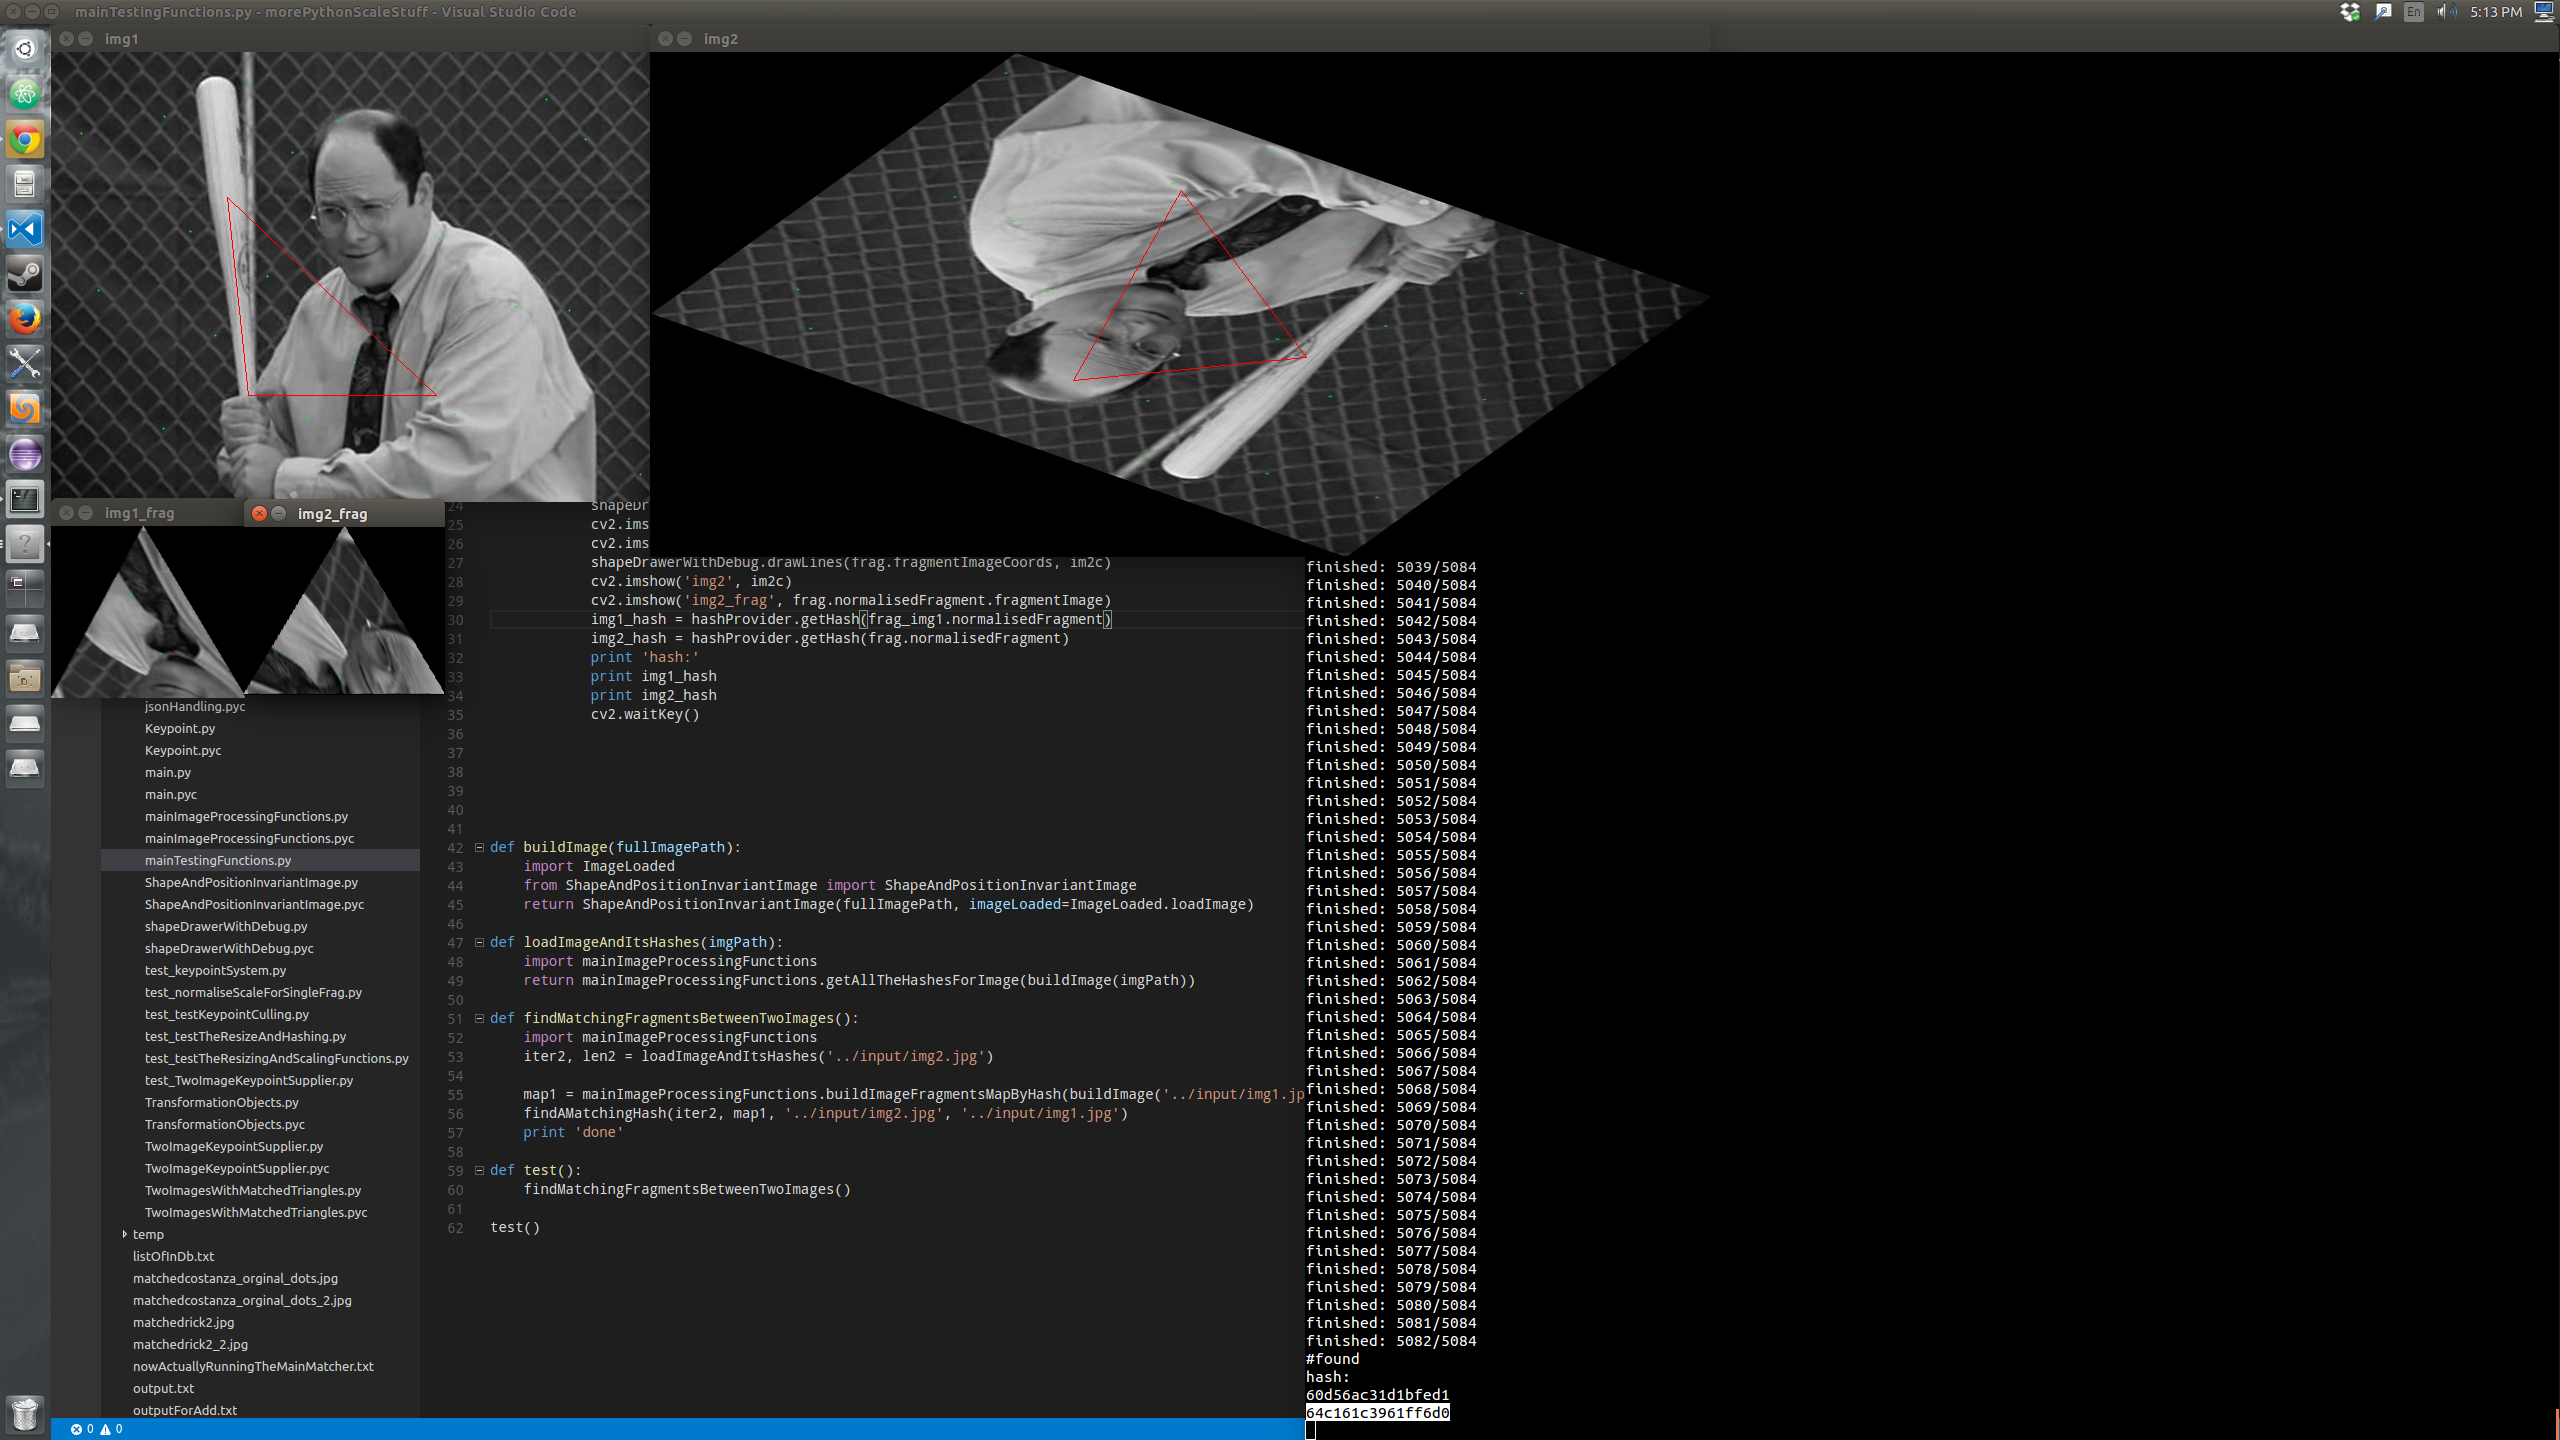 mainTestingFunctions.py - morePythonScaleStuff - Visual Studio Code
En
5:13 PM
img1
img2
img1_frag
img2_frag
24 shapeDr
25 cv2.ims
26 cv2.ims
27 shapeDrawerWithDebug.drawLines(frag.fragmentImageCoords, im2c)
28 cv2.imshow('img2', im2c)
29 cv2.imshow('img2_frag', frag.normalisedFragment.fragmentImage)
30 img1_hash = hashProvider.getHash(frag_img1.normalisedFragment)
31 img2_hash = hashProvider.getHash(frag.normalisedFragment)
32 print 'hash:'
33 print img1_hash
34 print img2_hash
35 cv2.waitKey()
36
37
38
39
40
41
42 def buildImage(fullImagePath):
43 import ImageLoaded
44 from ShapeAndPositionInvariantImage import ShapeAndPositionInvariantImage
45 return ShapeAndPositionInvariantImage(fullImagePath, imageLoaded=ImageLoaded.loadImage)
46
47 def loadImageAndItsHashes(imgPath):
48 import mainImageProcessingFunctions
49 return mainImageProcessingFunctions.getAllTheHashesForImage(buildImage(imgPath))
50
51 def findMatchingFragmentsBetweenTwoImages():
52 import mainImageProcessingFunctions
53 iter2, len2 = loadImageAndItsHashes('../input/img2.jpg')
54
55 map1 = mainImageProcessingFunctions.buildImageFragmentsMapByHash(buildImage('../input/img1.jp
56 findAMatchingHash(iter2, map1, '../input/img2.jpg', '../input/img1.jpg')
57 print 'done'
58
59 def test():
60 findMatchingFragmentsBetweenTwoImages()
61
62 test()
jsonHandling.pyc
Keypoint.py
Keypoint.pyc
main.py
main.pyc
mainImageProcessingFunctions.py
mainImageProcessingFunctions.pyc
mainTestingFunctions.py
ShapeAndPositionInvariantImage.py
ShapeAndPositionInvariantImage.pyc
shapeDrawerWithDebug.py
shapeDrawerWithDebug.pyc
test_keypointSystem.py
test_normaliseScaleForSingleFrag.py
test_testKeypointCulling.py
test_testTheResizeAndHashing.py
test_testTheResizingAndScalingFunctions.py
test_TwoImageKeypointSupplier.py
TransformationObjects.py
TransformationObjects.pyc
TwoImageKeypointSupplier.py
TwoImageKeypointSupplier.pyc
TwoImagesWithMatchedTriangles.py
TwoImagesWithMatchedTriangles.pyc
temp
listOfInDb.txt
matchedcostanza_orginal_dots.jpg
matchedcostanza_orginal_dots_2.jpg
matchedrick2.jpg
matchedrick2_2.jpg
nowActuallyRunningTheMainMatcher.txt
output.txt
outputForAdd.txt
0 0
finished: 5039/5084
finished: 5040/5084
finished: 5041/5084
finished: 5042/5084
finished: 5043/5084
finished: 5044/5084
finished: 5045/5084
finished: 5046/5084
finished: 5047/5084
finished: 5048/5084
finished: 5049/5084
finished: 5050/5084
finished: 5051/5084
finished: 5052/5084
finished: 5053/5084
finished: 5054/5084
finished: 5055/5084
finished: 5056/5084
finished: 5057/5084
finished: 5058/5084
finished: 5059/5084
finished: 5060/5084
finished: 5061/5084
finished: 5062/5084
finished: 5063/5084
finished: 5064/5084
finished: 5065/5084
finished: 5066/5084
finished: 5067/5084
finished: 5068/5084
finished: 5069/5084
finished: 5070/5084
finished: 5071/5084
finished: 5072/5084
finished: 5073/5084
finished: 5074/5084
finished: 5075/5084
finished: 5076/5084
finished: 5077/5084
finished: 5078/5084
finished: 5079/5084
finished: 5080/5084
finished: 5081/5084
finished: 5082/5084
#found
hash:
60d56ac31d1bfed1
64c161c3961ff6d0